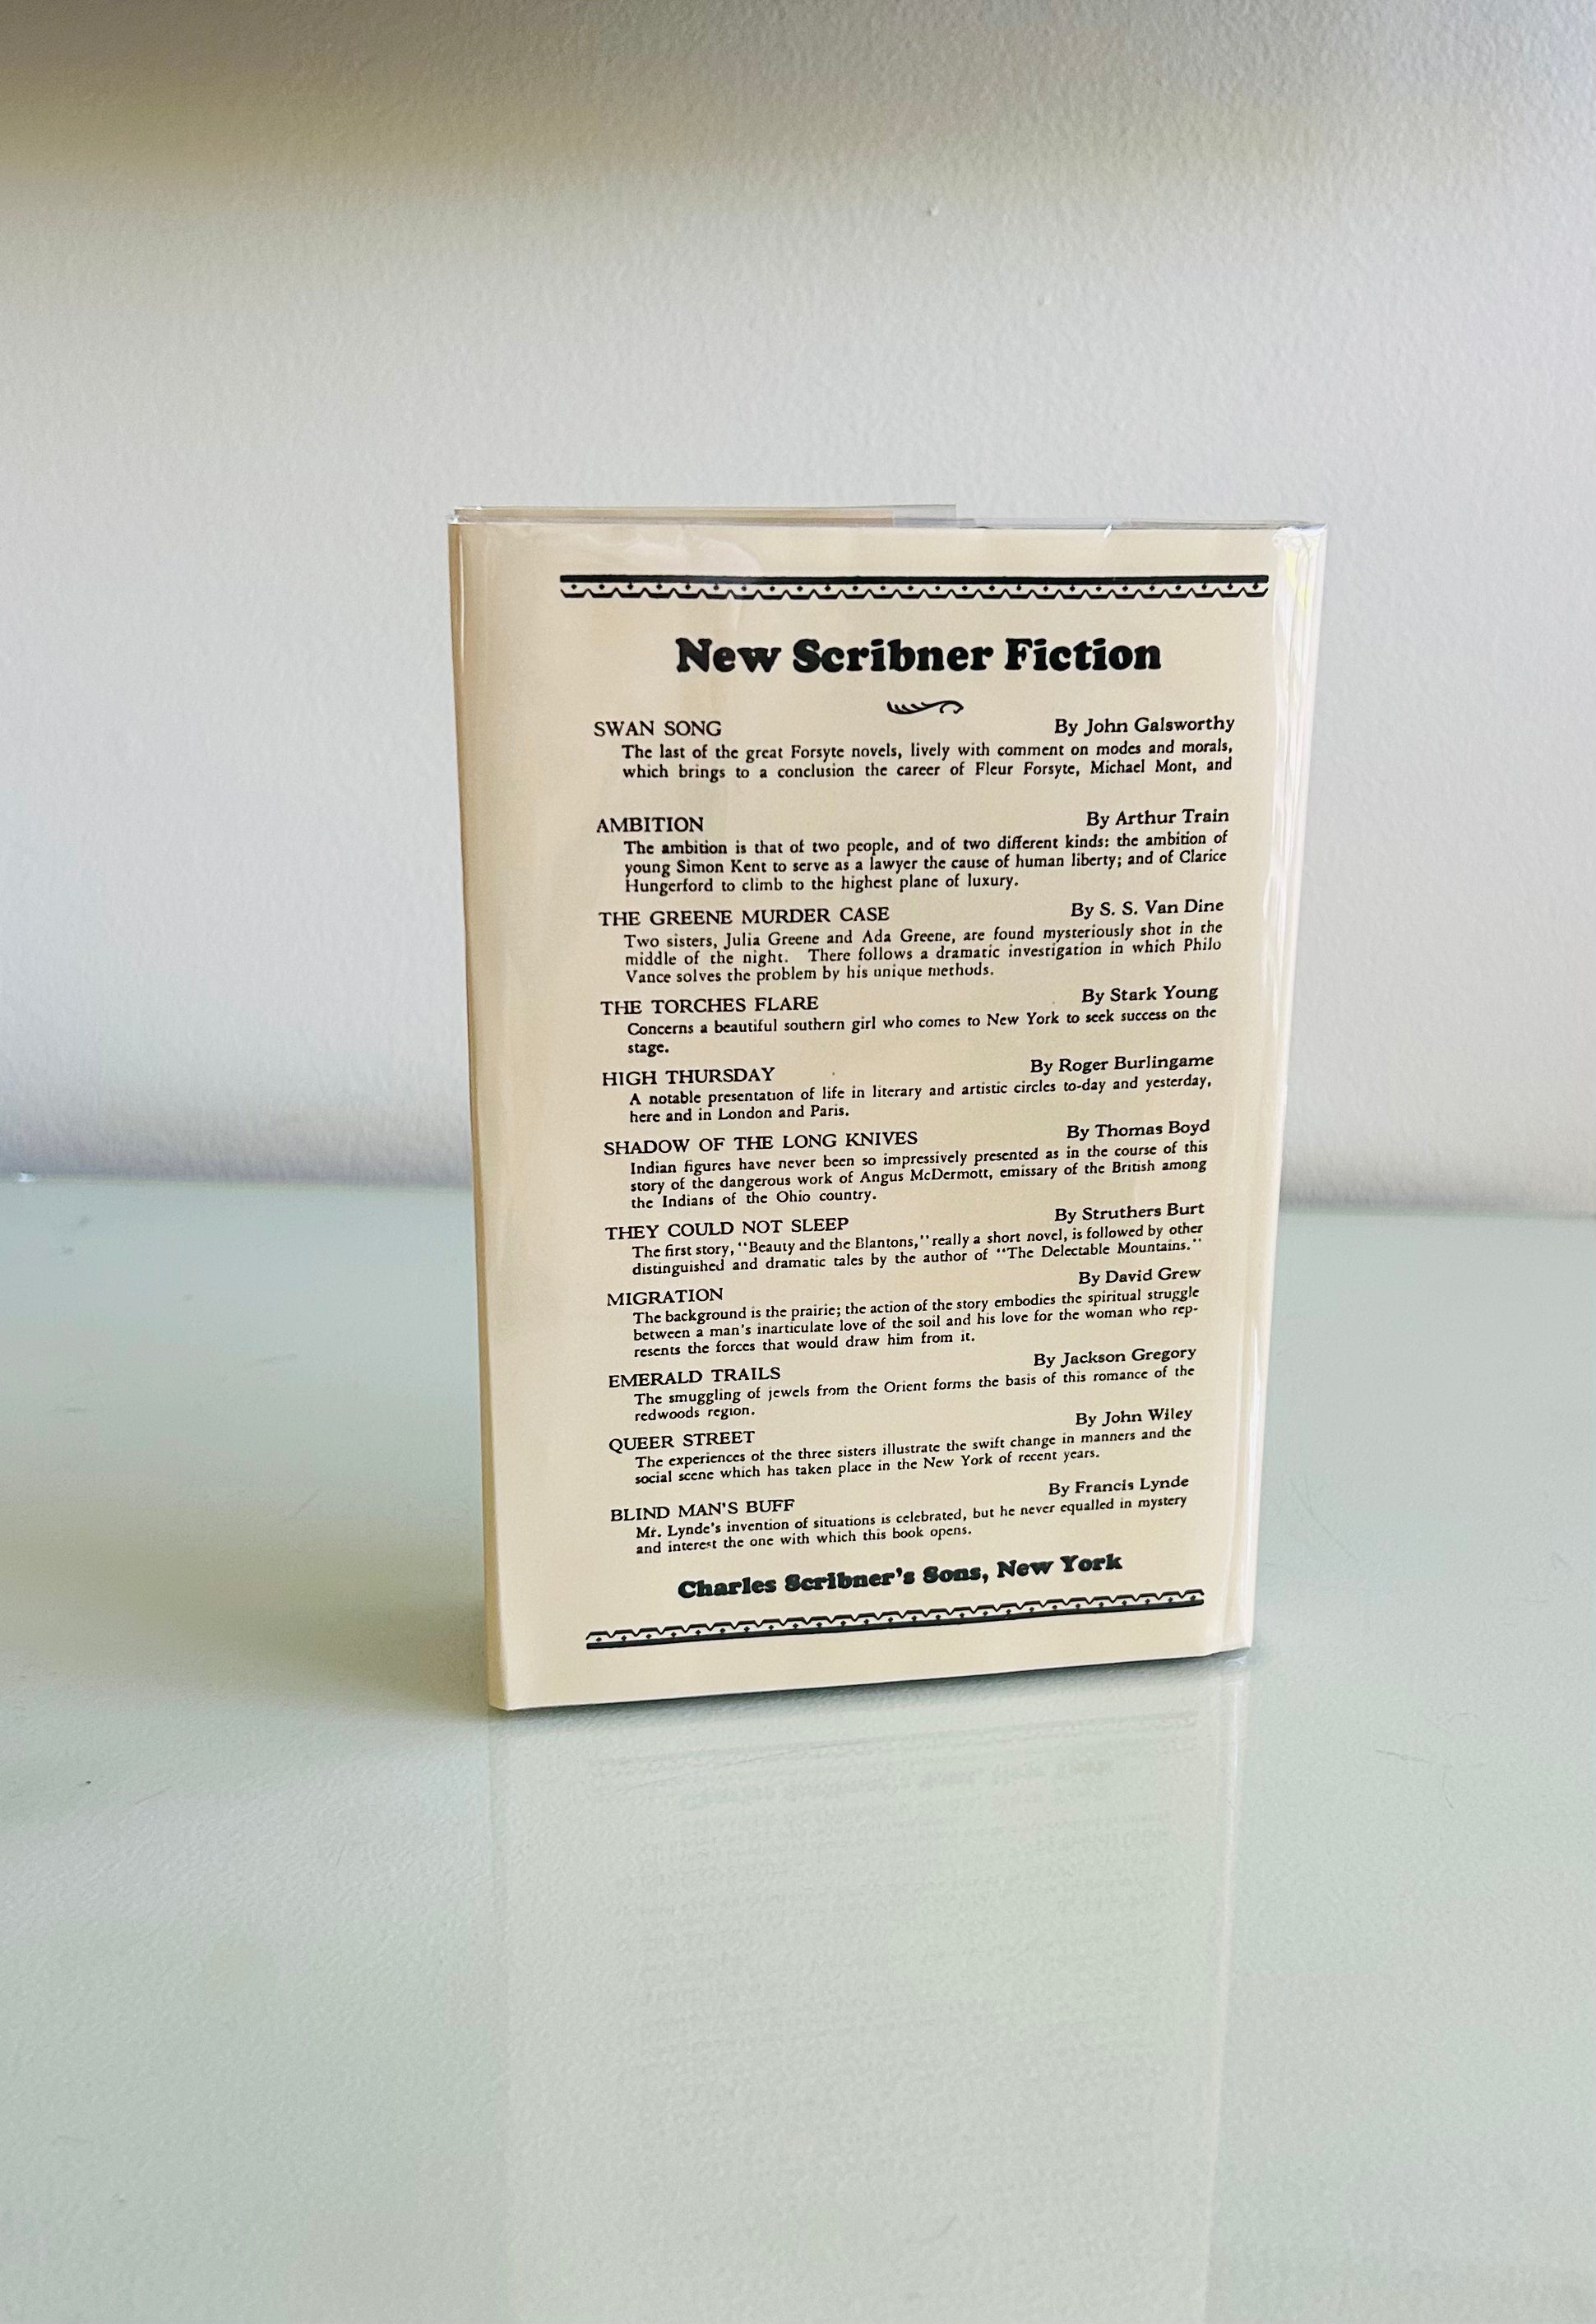 New Scribner Fiction
SWAN SONG By John Galsworthy
The last of the great Forsyte novels, lively with comment on modes and morals,
which brings to a conclusion the career of Fleur Forsyte, Michael Mont, and
AMBITION By Arthur Train
The ambition is that of two people, and of two different kinds: the ambition of
young Simon Kent to serve as a lawyer the cause of human liberty; and of Clarice
Hungerford to climb to the highest plane of luxury.
THE GREENE MURDER CASE By S. S. Van Dine
Two sisters, Julia Greene and Ada Greene, are found mysteriously shot in the
middle of the night. There follows a dramatic investigation in which Philo
Vance solves the problem by his unique methods.
THE TORCHES FLARE By Stark Young
Concerns a beautiful southern girl who comes to New York to seek success on the
stage.
HIGH THURSDAY By Roger Burlingame
A notable presentation of life in literary and artistic circles to-day and yesterday,
here and in London and Paris.
SHADOW OF THE LONG KNIVES By Thomas Boyd
Indian figures have never been so impressively presented as in the course of this
story of the dangerous work of Angus McDermott, emissary of the British among
the Indians of the Ohio country.
THEY COULD NOT SLEEP By Struthers Burt
The first story, "Beauty and the Blantons," really a short novel, is followed by other
distinguished and dramatic tales by the author of "The Delectable Mountains."
MIGRATION By David Grew
The background is the prairie; the action of the story embodies the spiritual struggle
between a man's inarticulate love of the soil and his love for the woman who rep-
resents the forces that would draw him from it.
EMERALD TRAILS By Jackson Gregory
The smuggling of jewels from the Orient forms the basis of this romance of the
redwoods region.
QUEER STREET By John Wiley
The experiences of the three sisters illustrate the swift change in manners and the
social scene which has taken place in the New York of recent years.
BLIND MAN'S BUFF By Francis Lynde
Mr. Lynde's invention of situations is celebrated, but he never equalled in mystery
and interest the one with which this book opens.
Charles Scribner's Sons, New York